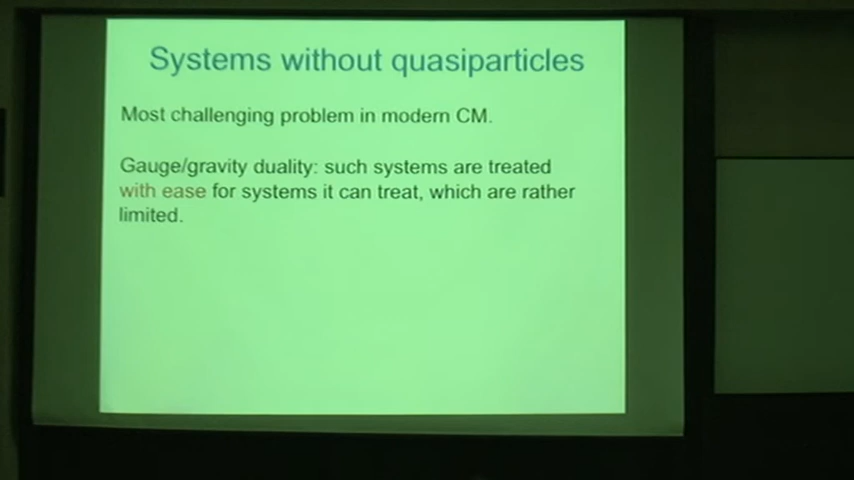 Systems without quasiparticles
Most challenging problem in modern CM.
Gauge/gravity duality: such systems are treated
with ease for systems it can treat, which are rather
limited.